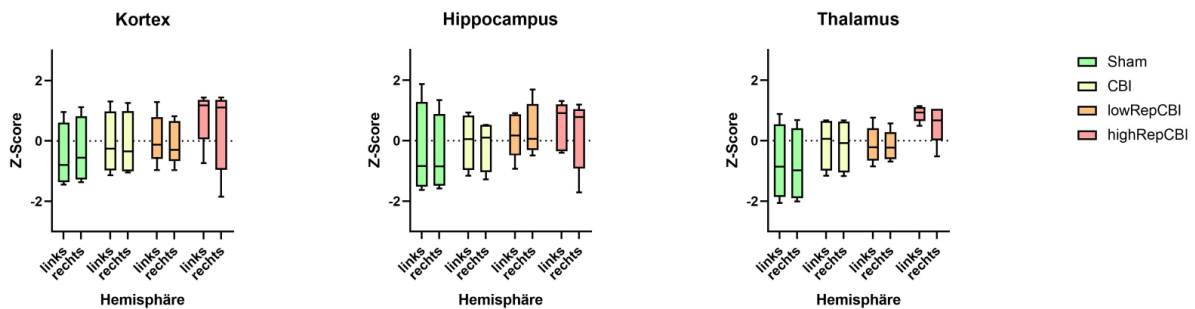 Kortex
Z-Score
2
0
-2
links
rechts
links
rechts
links
rechts
links
rechts
Hemisphäre
Hippocampus
Z-Score
2
0
-2
links
rechts
links
rechts
links
rechts
links
rechts
Hemisphäre
Thalamus
Z-Score
2
0
-2
links
rechts
links
rechts
links
rechts
links
rechts
Hemisphäre
Sham
CBI
lowRepCBI
highRepCBI